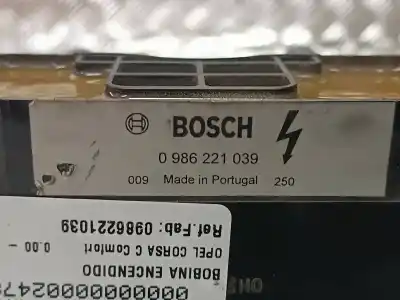 BOSCH
0 986 221 039
009 Made in Portugal 250
Ref.Fab: 0986221039
OPEL CORSA C Comfort
0.00 -
BOBINA ENCENDIDO